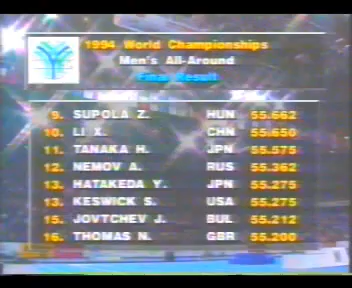 1994 World Championships
Men's All-Around
Final Result
9. SUPOLA Z. HUN 55.662
10. LI X. CHN 55.650
11. TANAKA H. JPN 55.575
12. NEMOV A. RUS 55.362
13. HATAKEDA Y. JPN 55.275
13. KESWICK S. USA 55.275
15. JOVTCHEV J. BUL 55.212
16. THOMAS N. GBR 55.200